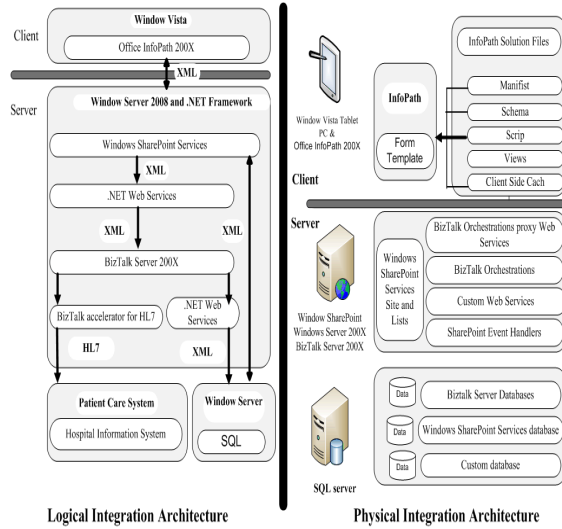 Client
Window Vista
Office InfoPath 200X
XML
Server
Window Server 2008 and .NET Framework
Windows SharePoint Services
XML
.NET Web Services
XML
XML
BizTalk Server 200X
BizTalk accelerator for HL7
.NET Web
Services
HL7
XML
Patient Care System
Hospital Information System
Window Server
SQL
Logical Integration Architecture
InfoPath Solution Files
Manifist
Schema
Scrip
Views
Client Side Cach
InfoPath
Form
Template
Window Vista Tablet
PC &
Office InfoPath 200X
Client
Server
Window SharePoint
Windows Server 200X
BizTalk Server 200X
Windows
SharePoint
Services
Site and
Lists
BizTalk Orchestrations proxy Web
Services
BizTalk Orchestrations
Custom Web Services
SharePoint Event Handlers
SQL server
Data
Biztalk Server Databases
Data
Windows SharePoint Services database
Data
Custom database
Physical Integration Architecture